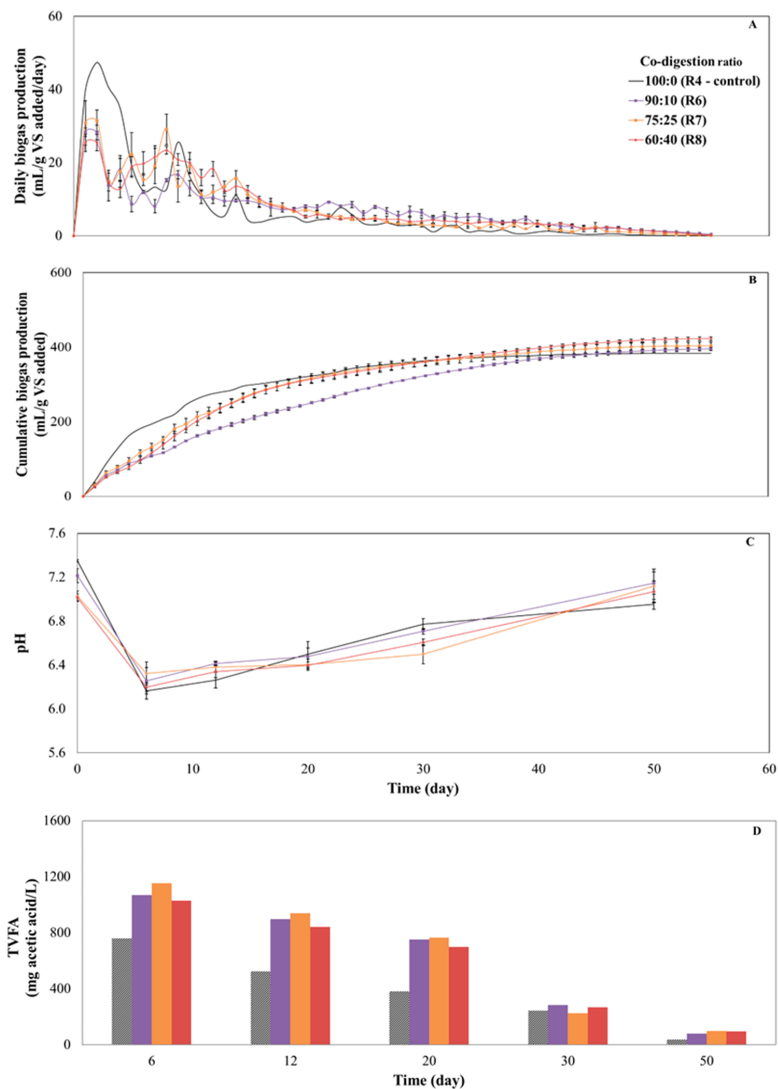 Daily biogas production
(mL/g VS added/day)
60
40
20
0
A
Co-digestion ratio
100:0 (R4 - control)
90:10 (R6)
75:25 (R7)
60:40 (R8)
Cumulative biogas production
(mL/g VS added)
600
400
200
0
B
pH
7.6
7.2
6.8
6.4
6.0
5.6
C
0 10 20 30 40 50 60
Time (day)
TVFA
(mg acetic acid/L)
1600
1200
800
400
0
D
6 12 20 30 50
Time (day)